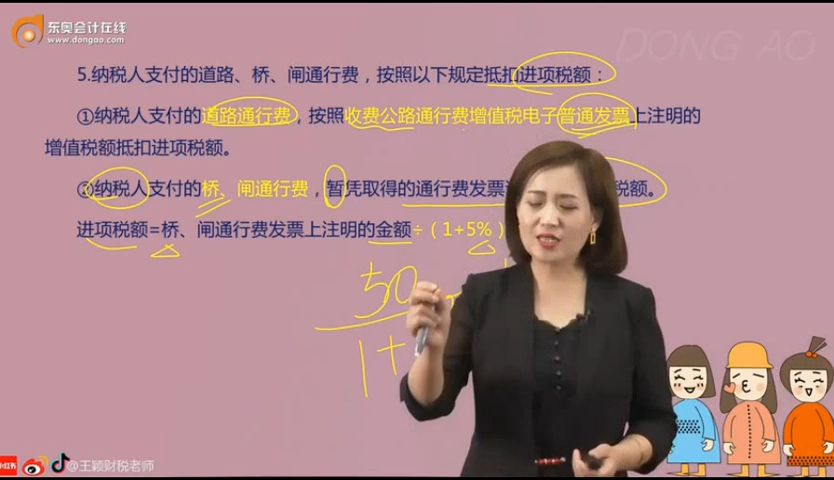 东奥会计在线
www.dongao.com
DONG AO
5.纳税人支付的道路、桥、闸通行费，按照以下规定抵扣进项税额：
①纳税人支付的道路通行费，按照收费公路通行费增值税电子普通发票上注明的
增值税额抵扣进项税额。
②纳税人支付的桥、闸通行费，暂凭取得的通行费发票 税额。
进项税额=桥、闸通行费发票上注明的金额÷（1+5%）
50
1+
小红书
@王颖财税老师